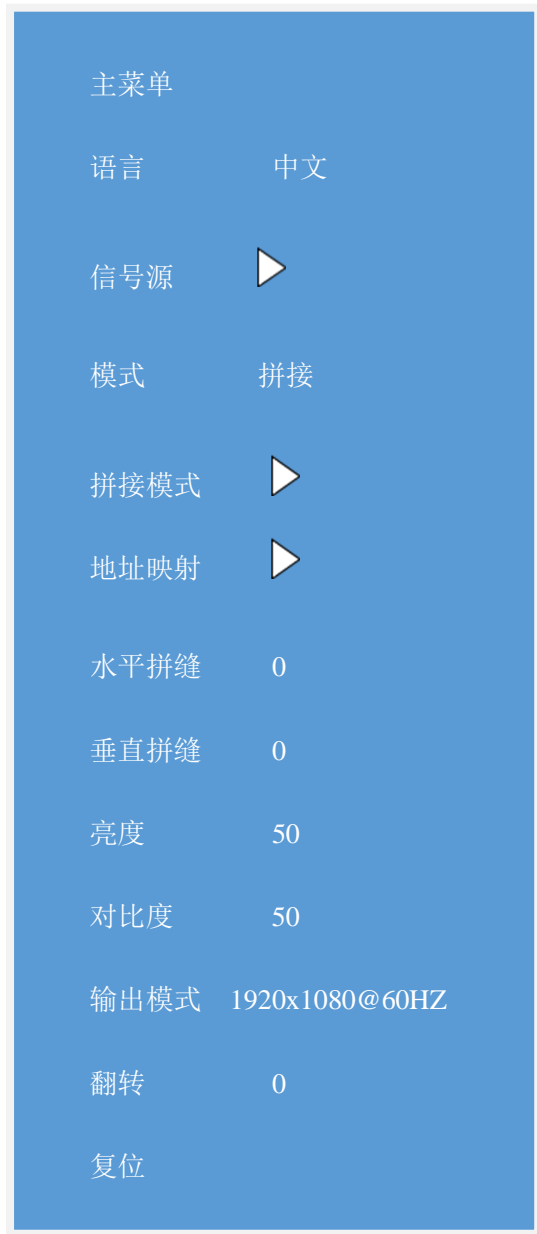 主菜单
语言 中文
信号源
模式 拼接
拼接模式
地址映射
水平拼缝 0
垂直拼缝 0
亮度 50
对比度 50
输出模式 1920x1080@60HZ
翻转 0
复位